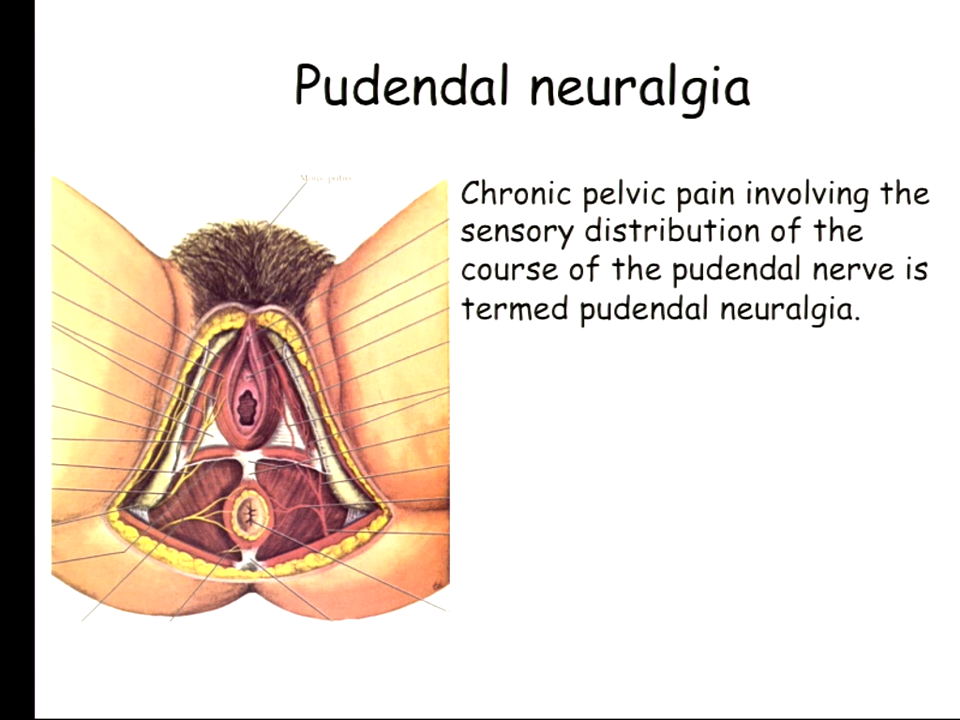 Pudendal neuralgia
Chronic pelvic pain involving the
sensory distribution of the
course of the pudendal nerve is
termed pudendal neuralgia.